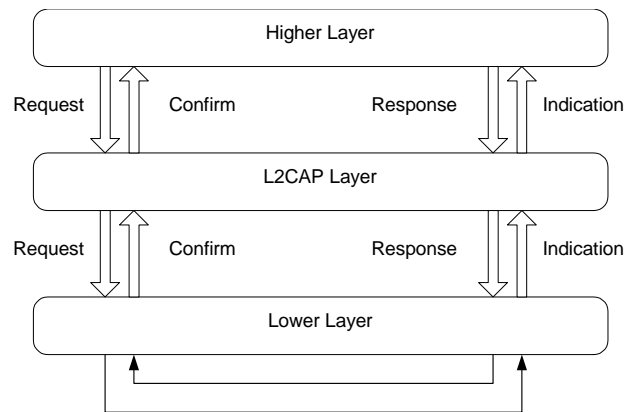 Higher Layer
Request Confirm Response Indication
L2CAP Layer
Request Confirm Response Indication
Lower Layer